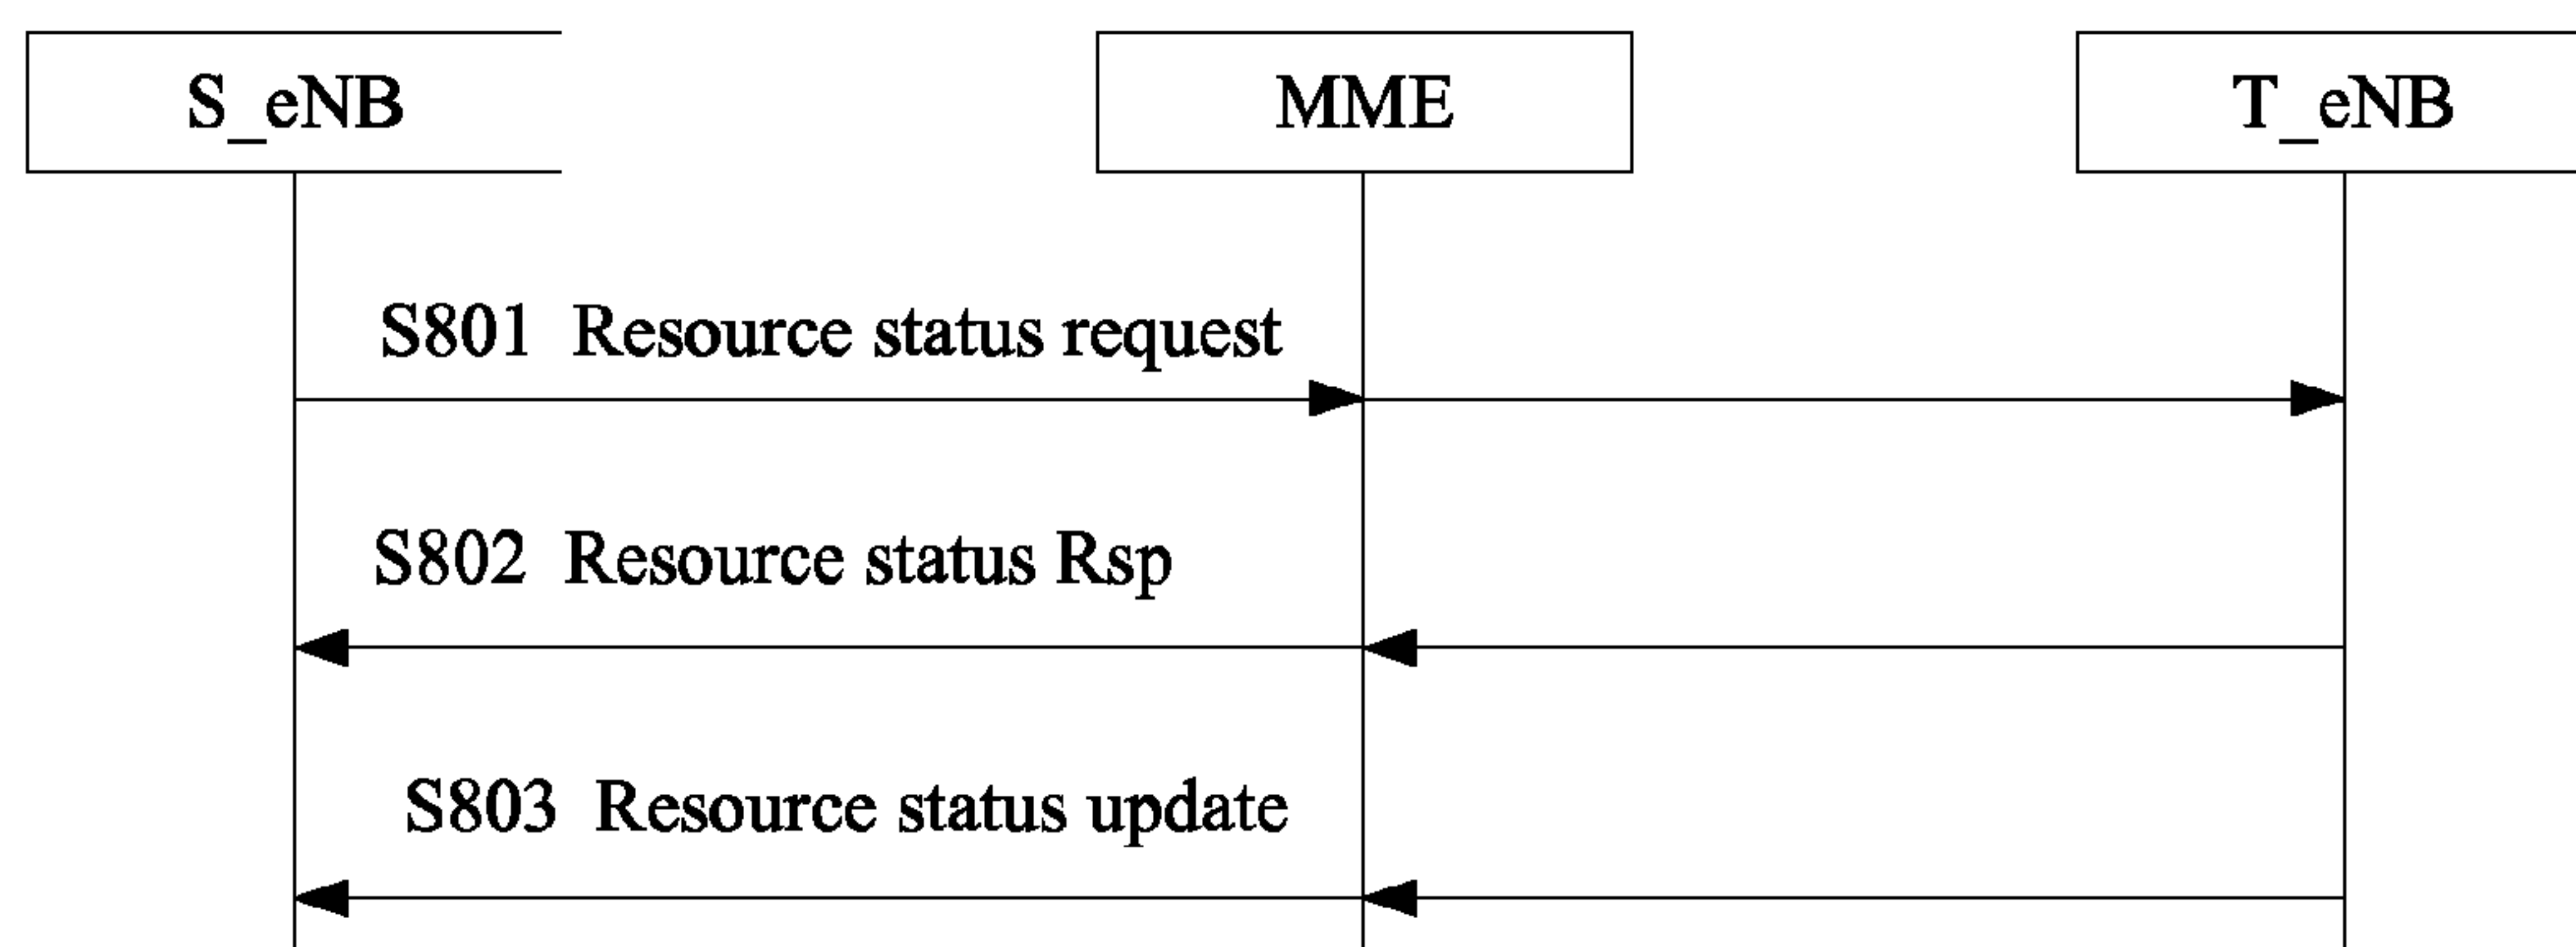 S_eNB
MME
T_eNB
S801 Resource status request
S802 Resource status Rsp
S803 Resource status update